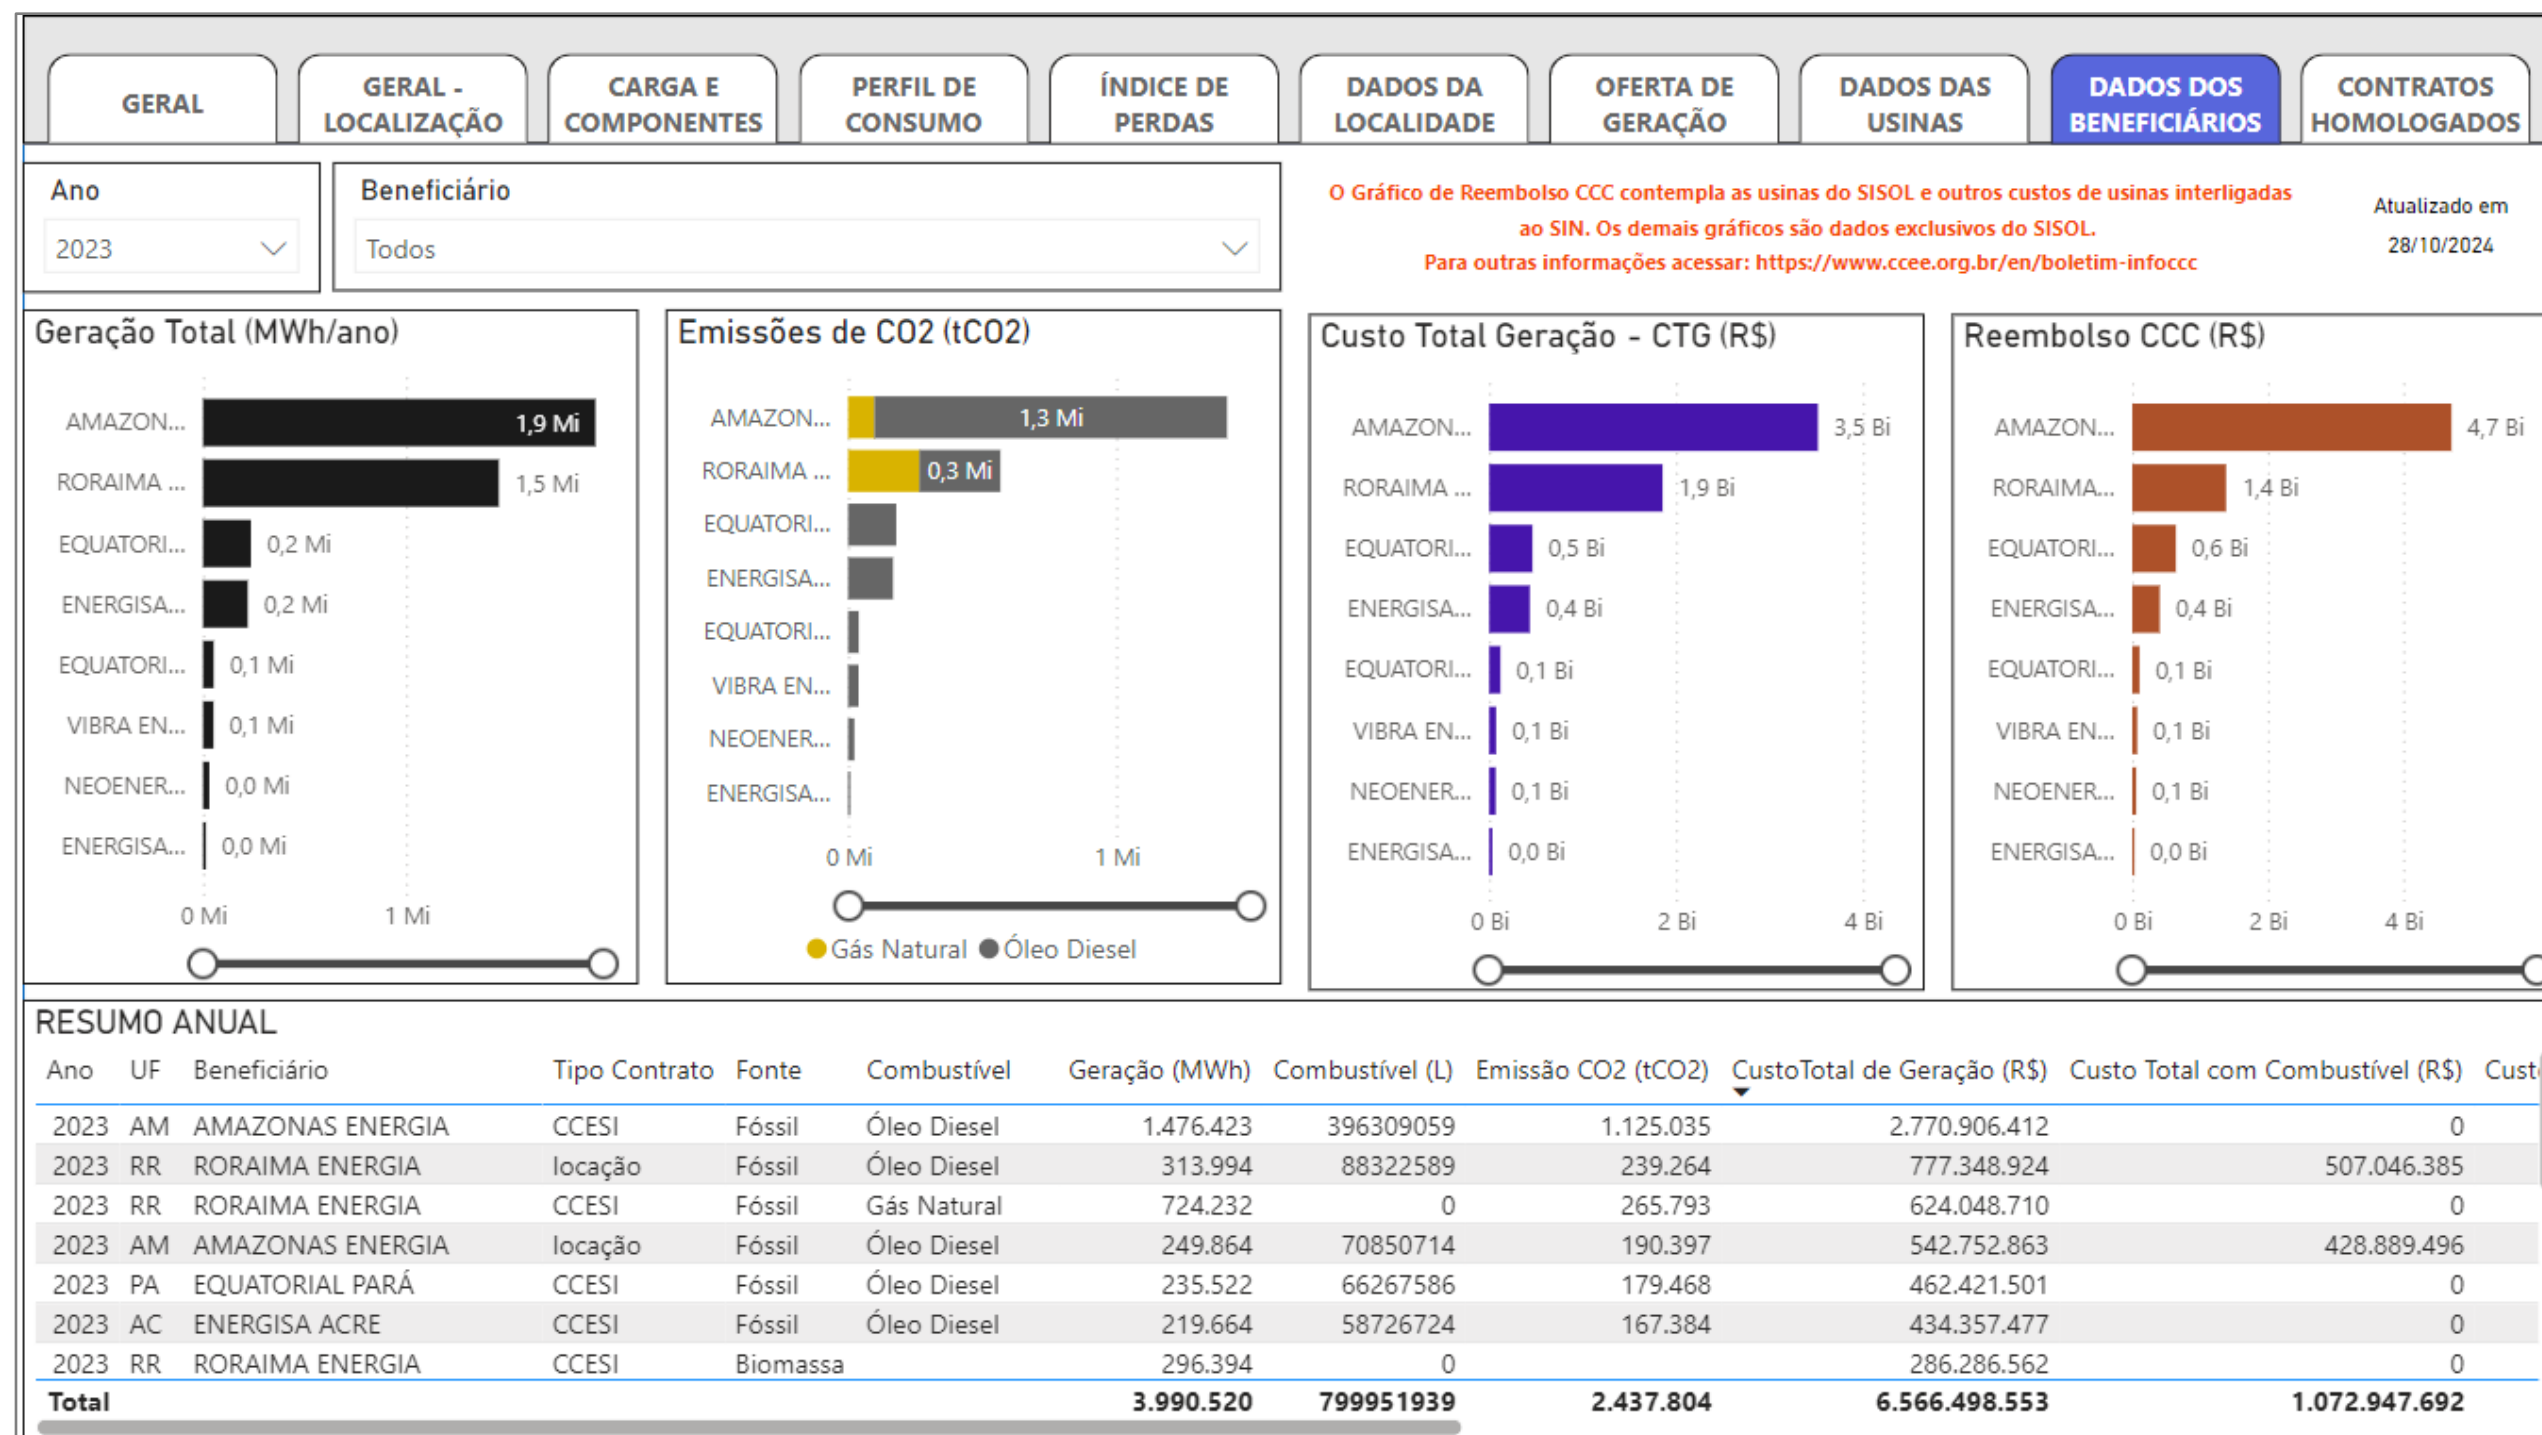 GERAL
GERAL -
LOCALIZAÇÃO
CARGA E
COMPONENTES
PERFIL DE
CONSUMO
ÍNDICE DE
PERDAS
DADOS DA
LOCALIDADE
OFERTA DE
GERAÇÃO
DADOS DAS
USINAS
DADOS DOS
BENEFICIÁRIOS
CONTRATOS
HOMOLOGADOS
Ano
2023
Beneficiário
Todos
O Gráfico de Reembolso CCC contempla as usinas do SISOL e outros custos de usinas interligadas
ao SIN. Os demais gráficos são dados exclusivos do SISOL.
Para outras informações acessar: https://www.ccee.org.br/en/boletim-infoccc
Atualizado em
28/10/2024
Geração Total (MWh/ano)
AMAZON... 1,9 Mi
RORAIMA ... 1,5 Mi
EQUATORI... 0,2 Mi
ENERGISA... 0,2 Mi
EQUATORI... 0,1 Mi
VIBRA EN... 0,1 Mi
NEOENER... 0,0 Mi
ENERGISA... 0,0 Mi
0 Mi 1 Mi
Emissões de CO2 (tCO2)
AMAZON... 1,3 Mi
RORAIMA ... 0,3 Mi
EQUATORI...
ENERGISA...
EQUATORI...
VIBRA EN...
NEOENER...
ENERGISA...
0 Mi 1 Mi
Gás Natural Óleo Diesel
Custo Total Geração - CTG (R$)
AMAZON... 3,5 Bi
RORAIMA ... 1,9 Bi
EQUATORI... 0,5 Bi
ENERGISA... 0,4 Bi
EQUATORI... 0,1 Bi
VIBRA EN... 0,1 Bi
NEOENER... 0,1 Bi
ENERGISA... 0,0 Bi
0 Bi 2 Bi 4 Bi
Reembolso CCC (R$)
AMAZON... 4,7 Bi
RORAIMA... 1,4 Bi
EQUATORI... 0,6 Bi
ENERGISA... 0,4 Bi
EQUATORI... 0,1 Bi
VIBRA EN... 0,1 Bi
NEOENER... 0,1 Bi
ENERGISA... 0,0 Bi
0 Bi 2 Bi 4 Bi
RESUMO ANUAL
Ano UF Beneficiário Tipo Contrato Fonte Combustível Geração (MWh) Combustível (L) Emissão CO2 (tCO2) CustoTotal de Geração (R$) Custo Total com Combustível (R$)
2023 AM AMAZONAS ENERGIA CCESI Fóssil Óleo Diesel 1.476.423 396309059 1.125.035 2.770.906.412 0
2023 RR RORAIMA ENERGIA locação Fóssil Óleo Diesel 313.994 88322589 239.264 777.348.924 507.046.385
2023 RR RORAIMA ENERGIA CCESI Fóssil Gás Natural 724.232 0 265.793 624.048.710 0
2023 AM AMAZONAS ENERGIA locação Fóssil Óleo Diesel 249.864 70850714 190.397 542.752.863 428.889.496
2023 PA EQUATORIAL PARÁ CCESI Fóssil Óleo Diesel 235.522 66267586 179.468 462.421.501 0
2023 AC ENERGISA ACRE CCESI Fóssil Óleo Diesel 219.664 58726724 167.384 434.357.477 0
2023 RR RORAIMA ENERGIA CCESI Biomassa 296.394 0 286.286.562 0
Total 3.990.520 799951939 2.437.804 6.566.498.553 1.072.947.692